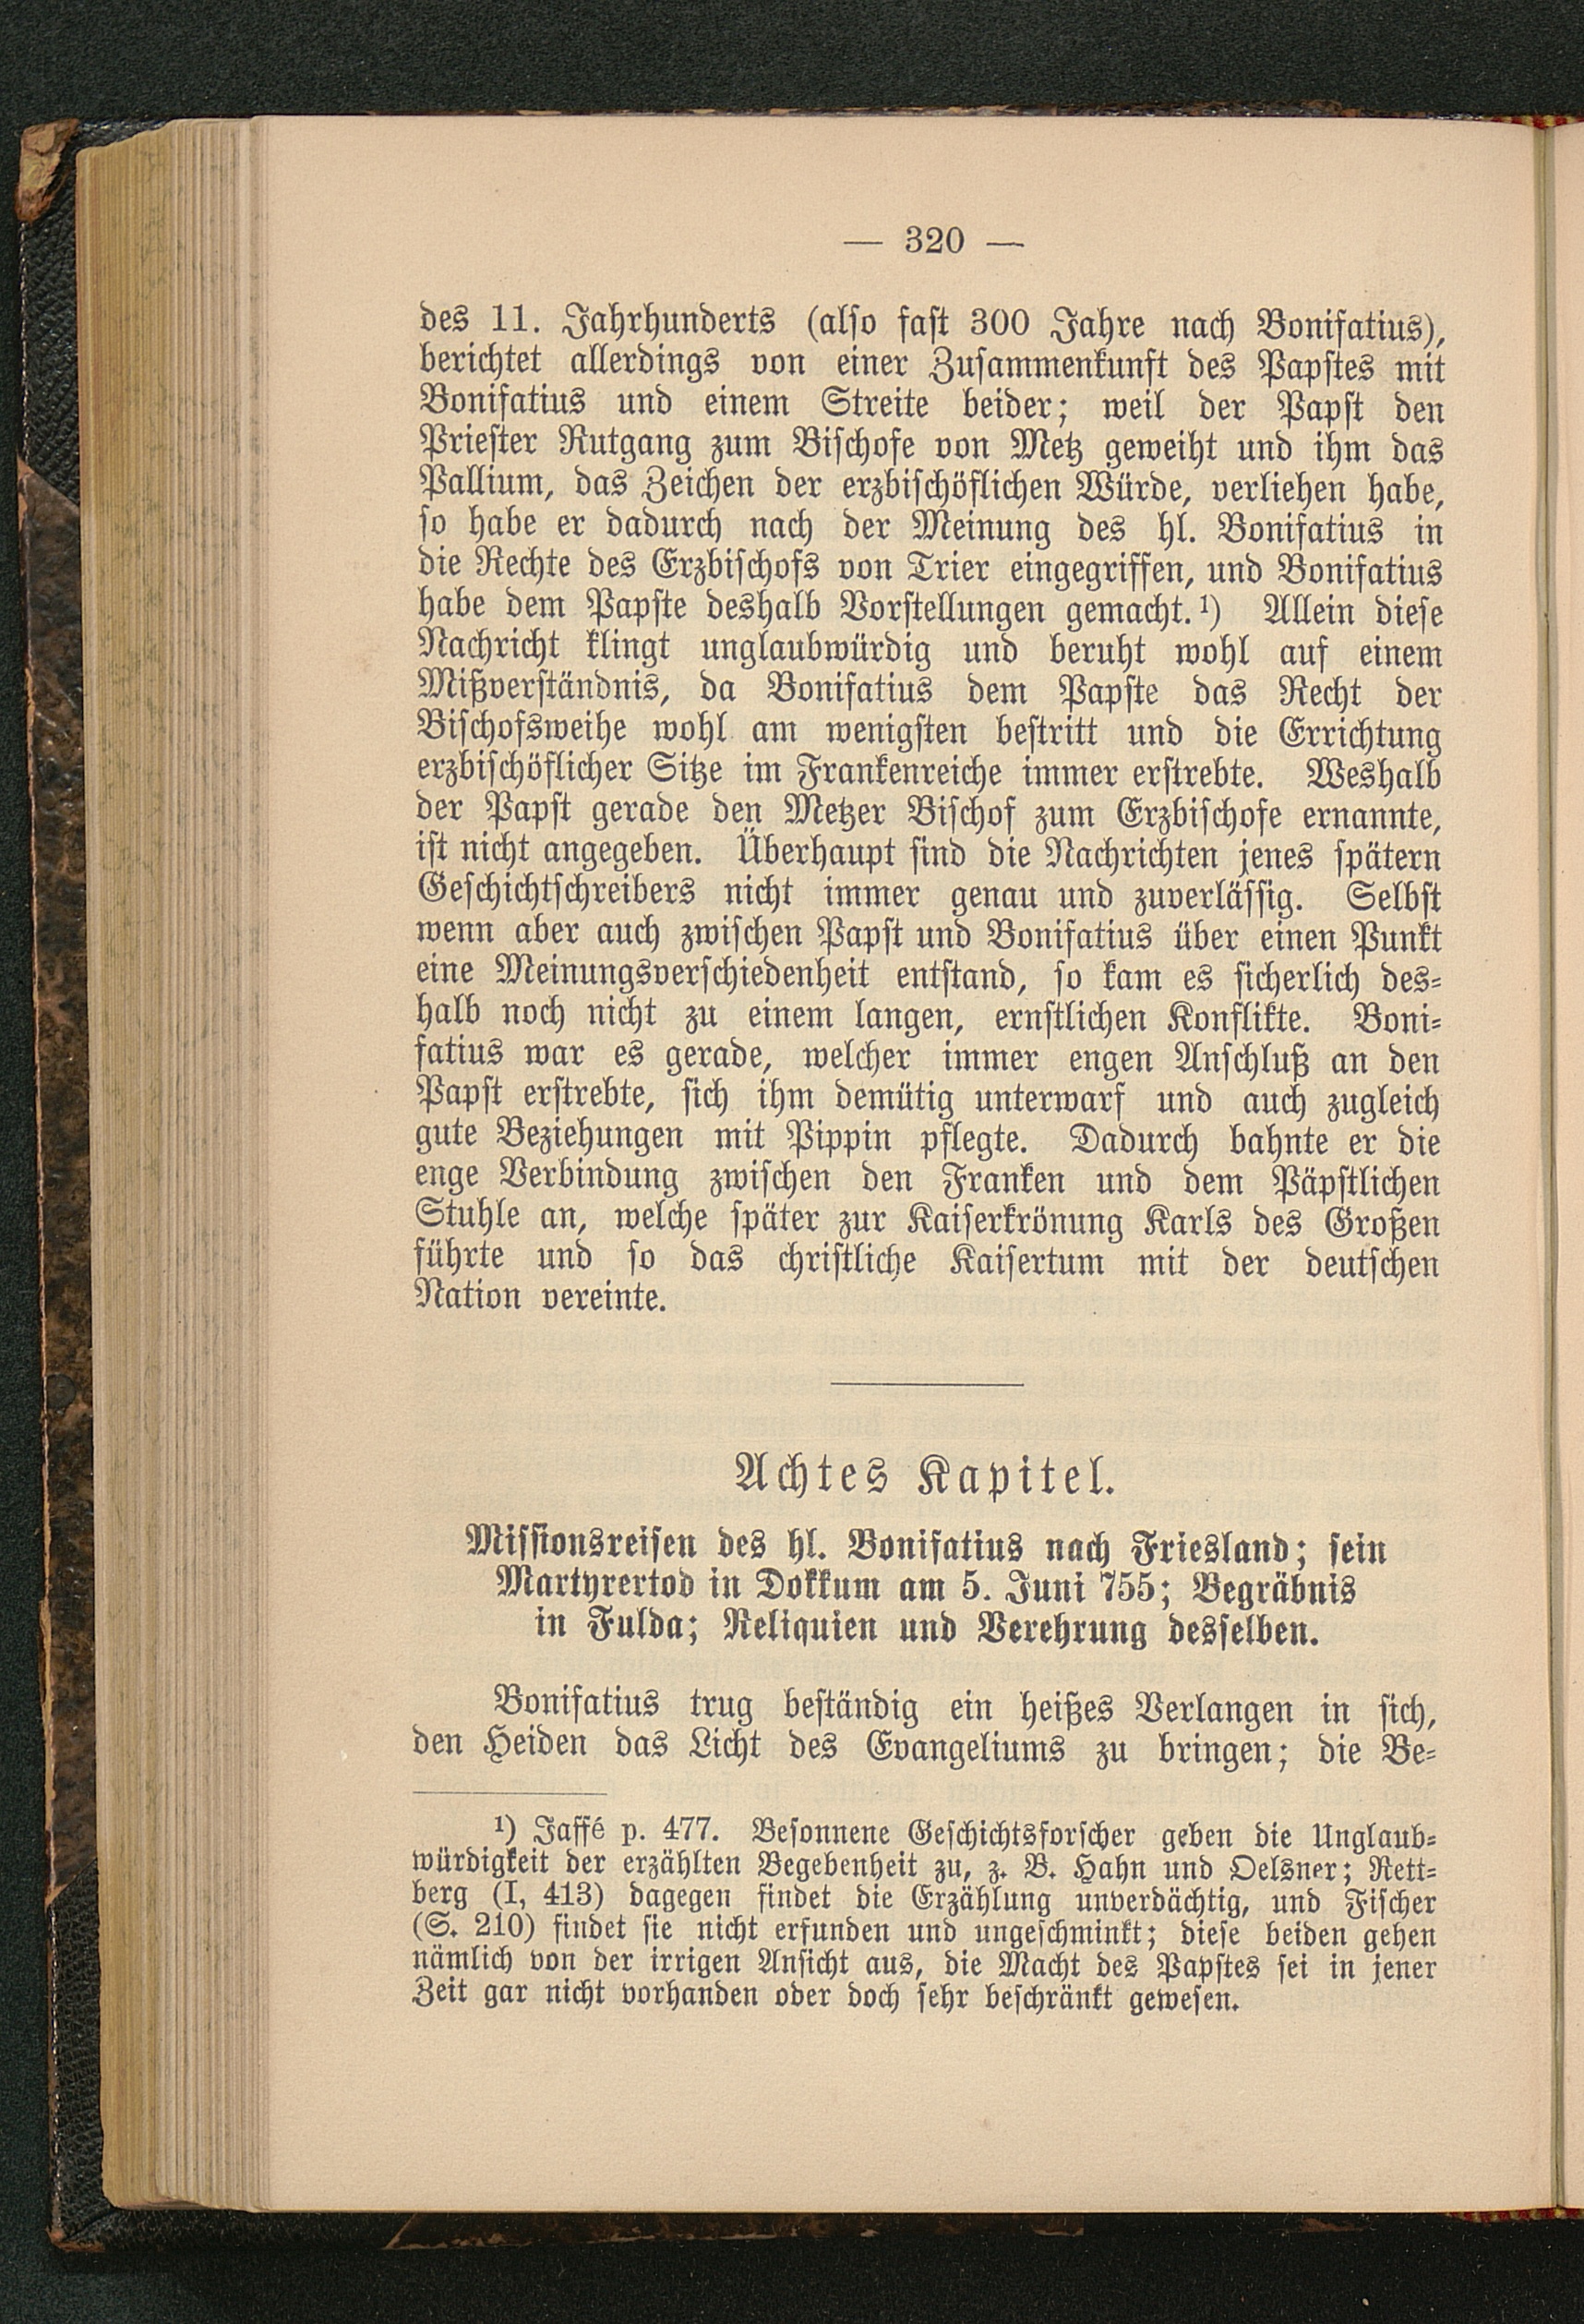 — 320 —
des 11. Jahrhunderts (also fast 300 Jahre nach Bonifatius),
berichtet allerdings von einer Zusammenkunft des Papstes mit
Bonifatius und einem Streite beider; weil der Papst den
Priester Rutgang zum Bischofe von Metz geweiht und ihm das
Pallium, das Zeichen der erzbischöflichen Würde, verliehen habe,
so habe er dadurch nach der Meinung des hl. Bonifatius in
die Rechte des Erzbischofs von Trier eingegriffen, und Bonifatius
habe dem Papste deshalb Vorstellungen gemacht.¹) Allein diese
Nachricht klingt unglaubwürdig und beruht wohl auf einem
Mißverständnis, da Bonifatius dem Papste das Recht der
Bischofsweihe wohl am wenigsten bestritt und die Errichtung
erzbischöflicher Sitze im Frankenreiche immer erstrebte. Weshalb
der Papst gerade den Metzer Bischof zum Erzbischofe ernannte,
ist nicht angegeben. Überhaupt sind die Nachrichten jenes spätern
Geschichtschreibers nicht immer genau und zuverlässig. Selbst
wenn aber auch zwischen Papst und Bonifatius über einen Punkt
eine Meinungsverschiedenheit entstand, so kam es sicherlich des-
halb noch nicht zu einem langen, ernstlichen Konflikte. Boni-
fatius war es gerade, welcher immer engen Anschluß an den
Papst erstrebte, sich ihm demütig unterwarf und auch zugleich
gute Beziehungen mit Pippin pflegte. Dadurch bahnte er die
enge Verbindung zwischen den Franken und dem Päpstlichen
Stuhle an, welche später zur Kaiserkrönung Karls des Großen
führte und so das christliche Kaisertum mit der deutschen
Nation vereinte.
Achtes Kapitel.
Missionsreisen des hl. Bonifatius nach Friesland; sein
Martyrertod in Dokkum am 5. Juni 755; Begräbnis
in Fulda; Reliquien und Verehrung desselben.
Bonifatius trug beständig ein heißes Verlangen in sich,
den Heiden das Licht des Evangeliums zu bringen; die Be-
¹) Jaffé p. 477. Besonnene Geschichtsforscher geben die Unglaub-
würdigkeit der erzählten Begebenheit zu, z. B. Hahn und Oelsner; Rett-
berg (I, 413) dagegen findet die Erzählung unverdächtig, und Fischer
(S. 210) findet sie nicht erfunden und ungeschminkt; diese beiden gehen
nämlich von der irrigen Ansicht aus, die Macht des Papstes sei in jener
Zeit gar nicht vorhanden oder doch sehr beschränkt gewesen.